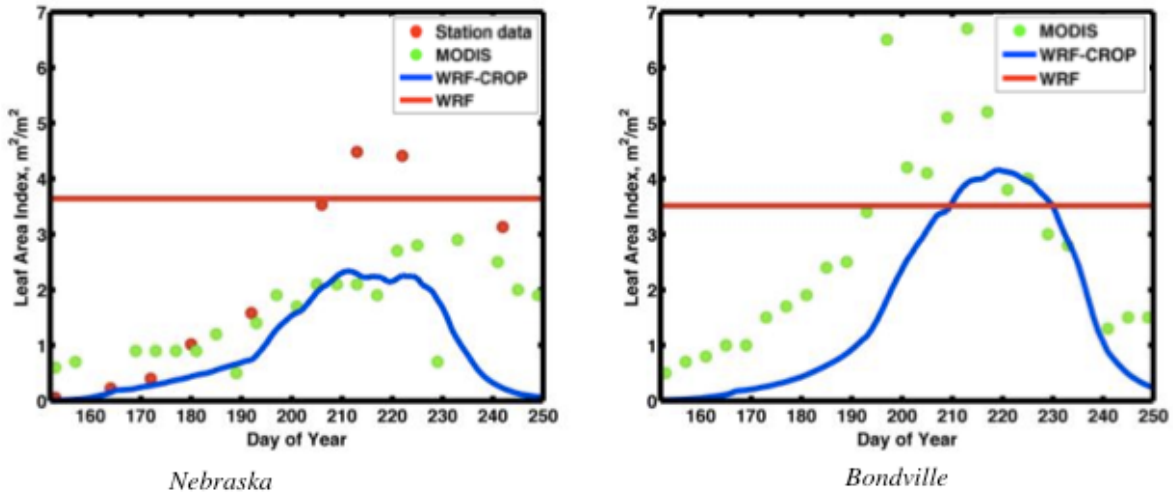 7
6
5
4
3
2
1
0
Leaf Area Index, m²/m²
160 170 180 190 200 210 220 230 240 250
Day of Year
Station data
MODIS
WRF-CROP
WRF
Nebraska
7
6
5
4
3
2
1
0
Leaf Area Index, m²/m²
160 170 180 190 200 210 220 230 240 250
Day of Year
MODIS
WRF-CROP
WRF
Bondville